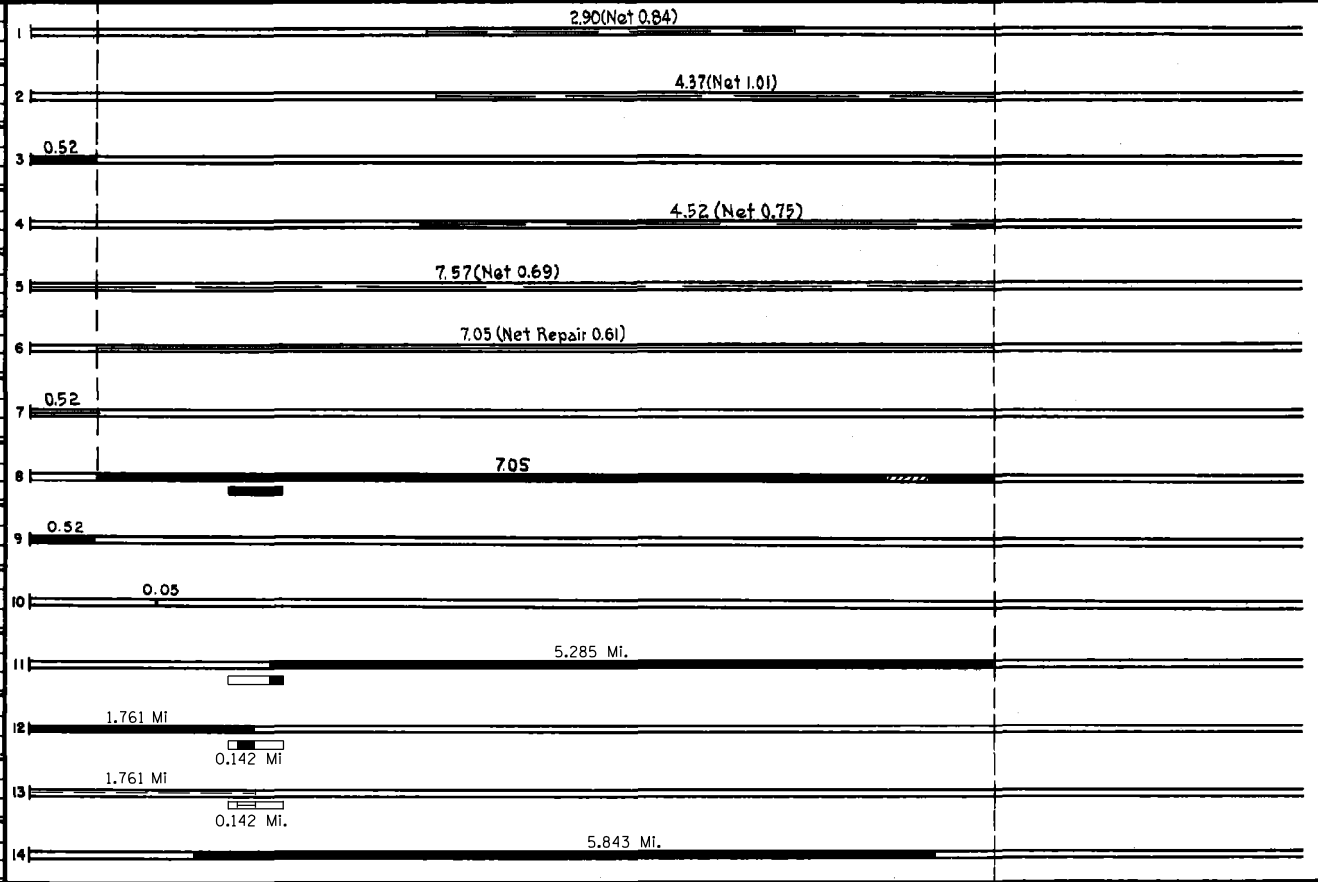 2.90(Net 0.84)
1
4.37(Net 1.01)
2
0.52
3
4.52 (Net 0.75)
4
7.57(Net 0.69)
5
7.05 (Net Repair 0.61)
6
0.52
7
7.05
8
0.52
9
0.05
10
5.285 Mi.
11
1.761 Mi
12
0.142 Mi
1.761 Mi
13
0.142 Mi.
5.843 Mi.
14